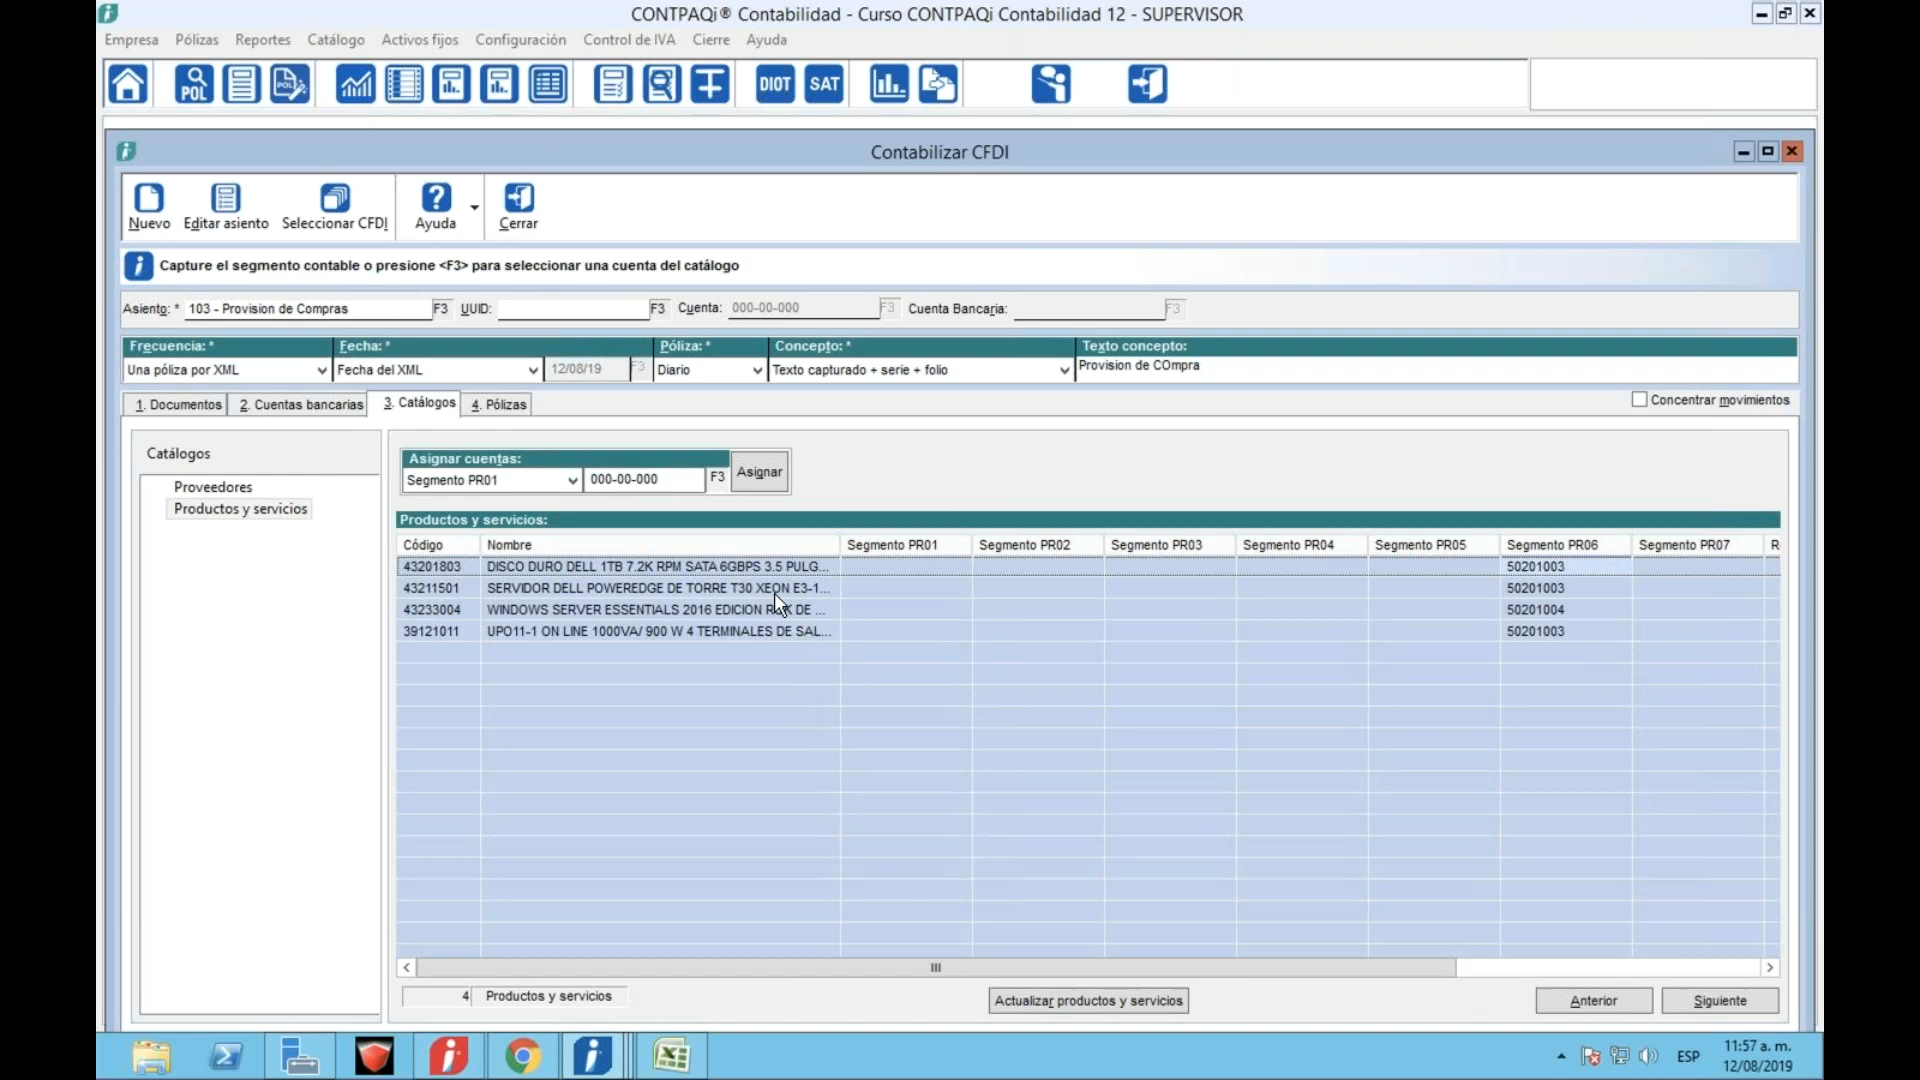 CONTPAQi® Contabilidad - Curso CONTPAQi Contabilidad 12 - SUPERVISOR
Empresa Pólizas Reportes Catálogo Activos fijos Configuración Control de IVA Cierre Ayuda
POL POL DIOT SAT
Contabilizar CFDI
Nuevo Editar asiento Seleccionar CFDI Ayuda Cerrar
Capture el segmento contable o presione <F3> para seleccionar una cuenta del catálogo
Asiento: * 103 - Provision de Compras F3 UUID: F3 Cuenta: 000-00-000 F3 Cuenta Bancaria: F3
Frecuencia: * Fecha: * Póliza: * Concepto: * Texto concepto:
Una póliza por XML Fecha del XML 12/08/19 F3 Diario Texto capturado + serie + folio Provision de COmpra
1. Documentos 2. Cuentas bancarias 3. Catálogos 4. Pólizas Concentrar movimientos
Catálogos
Proveedores
Productos y servicios
Asignar cuentas:
Segmento PR01 000-00-000 F3 Asignar
Productos y servicios:
Código Nombre Segmento PR01 Segmento PR02 Segmento PR03 Segmento PR04 Segmento PR05 Segmento PR06 Segmento PR07 R
43201803 DISCO DURO DELL 1TB 7.2K RPM SATA 6GBPS 3.5 PULG... 50201003
43211501 SERVIDOR DELL POWEREDGE DE TORRE T30 XEON E3-1... 50201003
43233004 WINDOWS SERVER ESSENTIALS 2016 EDICION DE ... 50201004
39121011 UPO11-1 ON LINE 1000VA/ 900 W 4 TERMINALES DE SAL... 50201003
4 Productos y servicios Actualizar productos y servicios Anterior Siguiente
ESP 11:57 a. m.
12/08/2019